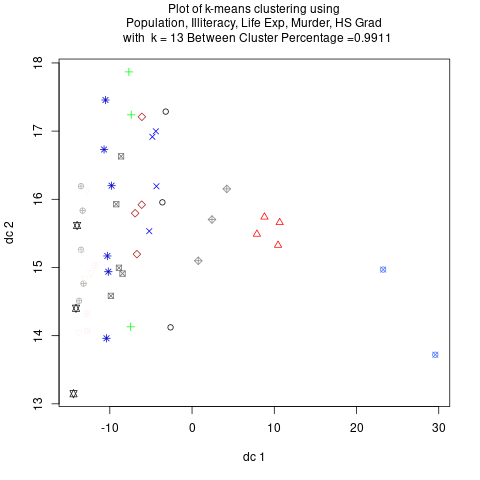 Plot of k-means clustering using
Population, Illiteracy, Life Exp, Murder, HS Grad
with k = 13 Between Cluster Percentage =0.9911
dc 2
18
17
16
15
14
13
-10 0 10 20 30
dc 1